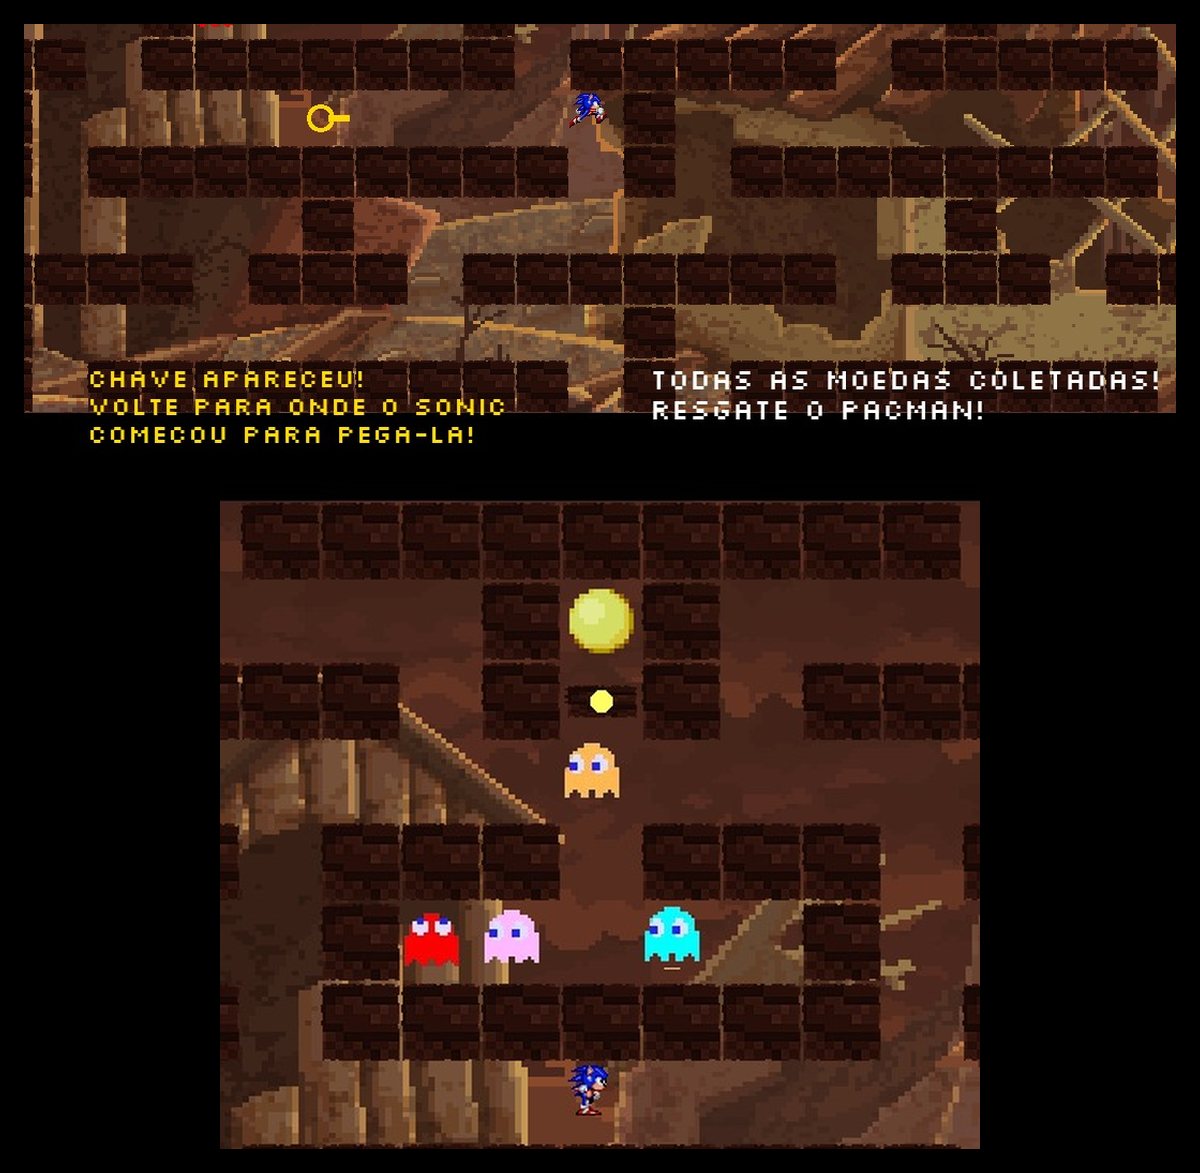 CHAVE APARECEU!
VOLTE PARA ONDE O SONIC
COMECOU PARA PEGA-LA!
TODAS AS MOEDAS COLETADAS!
RESGATE O PACMAN!